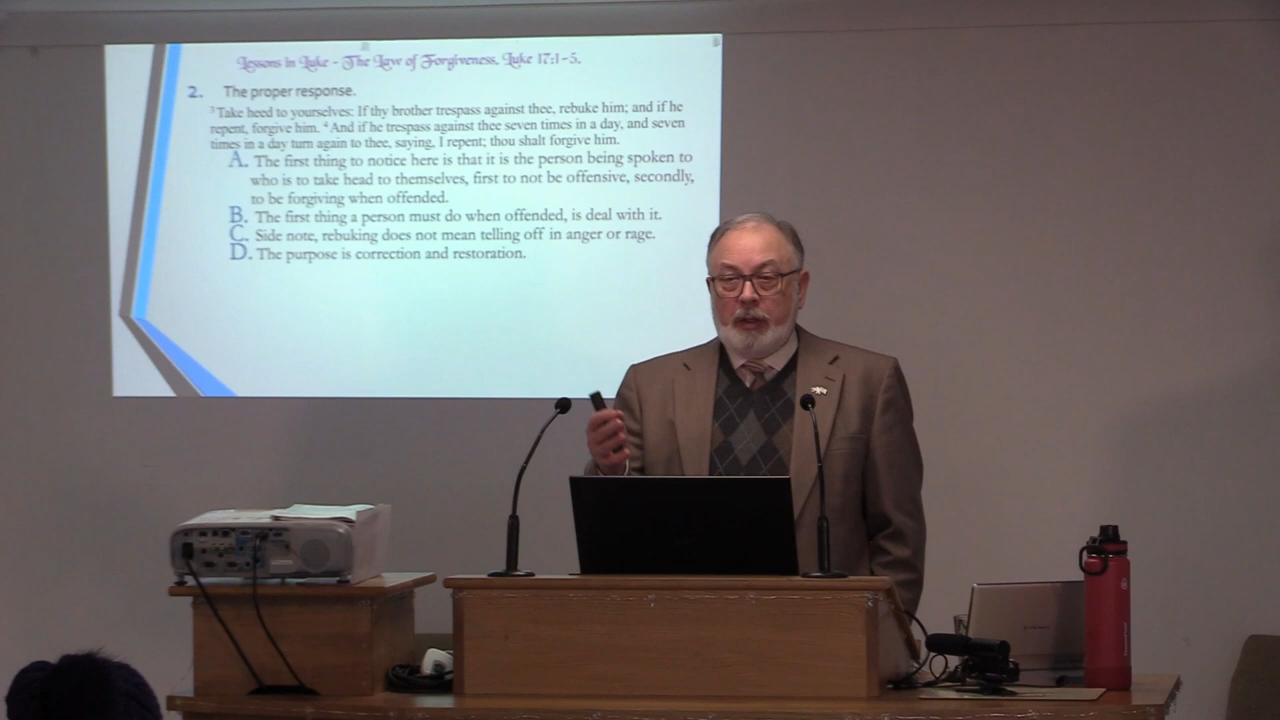 Lessons in Luke - The Law of Forgiveness, Luke 17:1-5.
2. The proper response.
3 Take heed to yourselves: If thy brother trespass against thee, rebuke him; and if he
repent, forgive him. 4 And if he trespass against thee seven times in a day, and seven
times in a day turn again to thee, saying, I repent; thou shalt forgive him.
A. The first thing to notice here is that it is the person being spoken to
who is to take head to themselves, first to not be offensive, secondly,
to be forgiving when offended.
B. The first thing a person must do when offended, is deal with it.
C. Side note, rebuking does not mean telling off in anger or rage.
D. The purpose is correction and restoration.